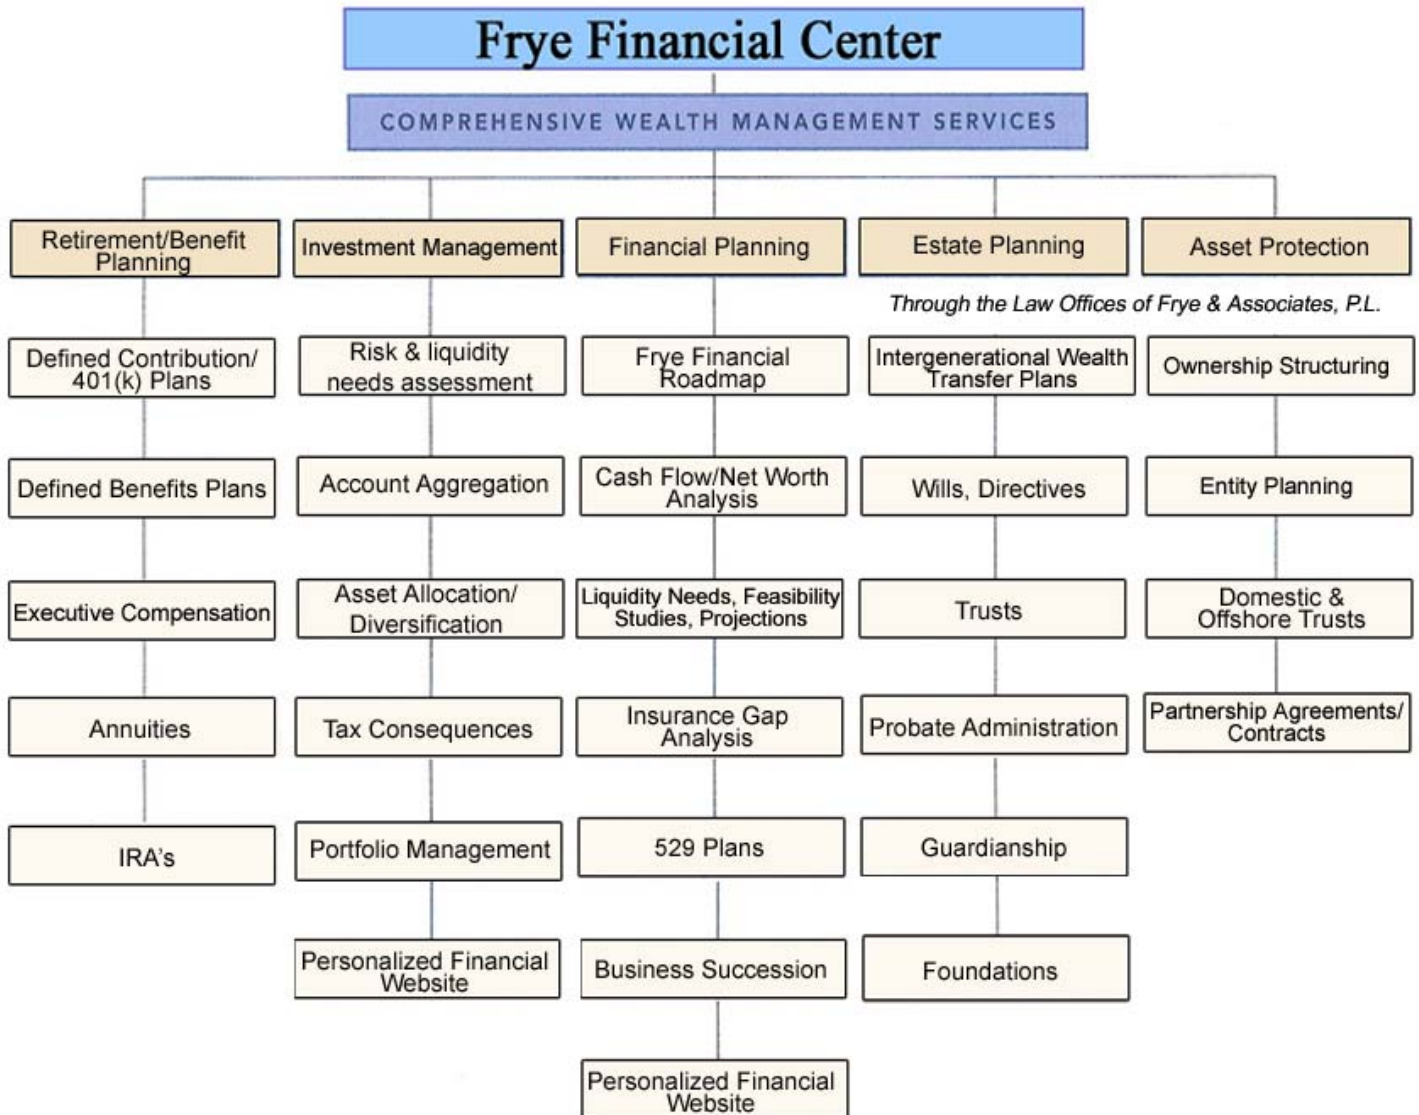 Frye Financial Center
COMPREHENSIVE WEALTH MANAGEMENT SERVICES
Retirement/Benefit
Planning
Defined Contribution/
401(k) Plans
Defined Benefits Plans
Executive Compensation
Annuities
IRA's
Investment Management
Risk & liquidity
needs assessment
Account Aggregation
Asset Allocation/
Diversification
Tax Consequences
Portfolio Management
Personalized Financial
Website
Financial Planning
Frye Financial
Roadmap
Cash Flow/Net Worth
Analysis
Liquidity Needs, Feasibility
Studies, Projections
Insurance Gap
Analysis
529 Plans
Business Succession
Personalized Financial
Website
Estate Planning
Asset Protection
Through the Law Offices of Frye & Associates, P.L.
Intergenerational Wealth
Transfer Plans
Wills, Directives
Trusts
Probate Administration
Guardianship
Foundations
Ownership Structuring
Entity Planning
Domestic &
Offshore Trusts
Partnership Agreements/
Contracts